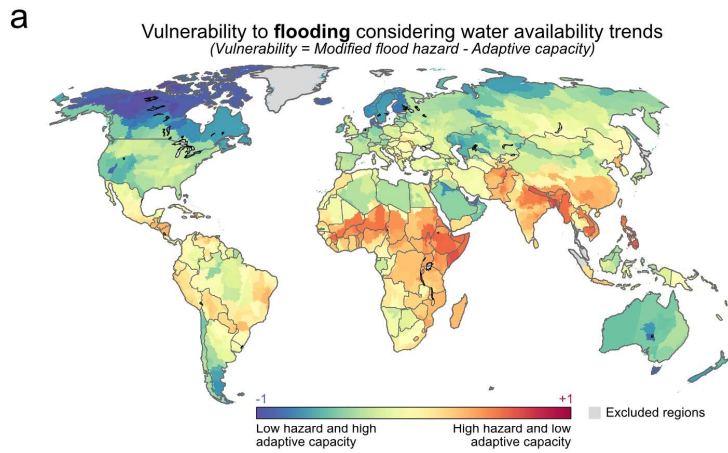 a
Vulnerability to flooding considering water availability trends
(Vulnerability = Modified flood hazard - Adaptive capacity)
-1
+1
Low hazard and high
adaptive capacity
High hazard and low
adaptive capacity
Excluded regions